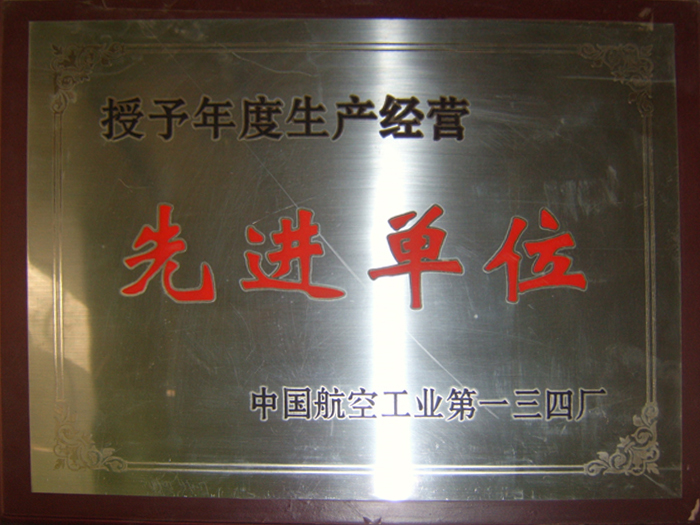 授予年度生产经营
先进单位
中国航空工业第一三四厂